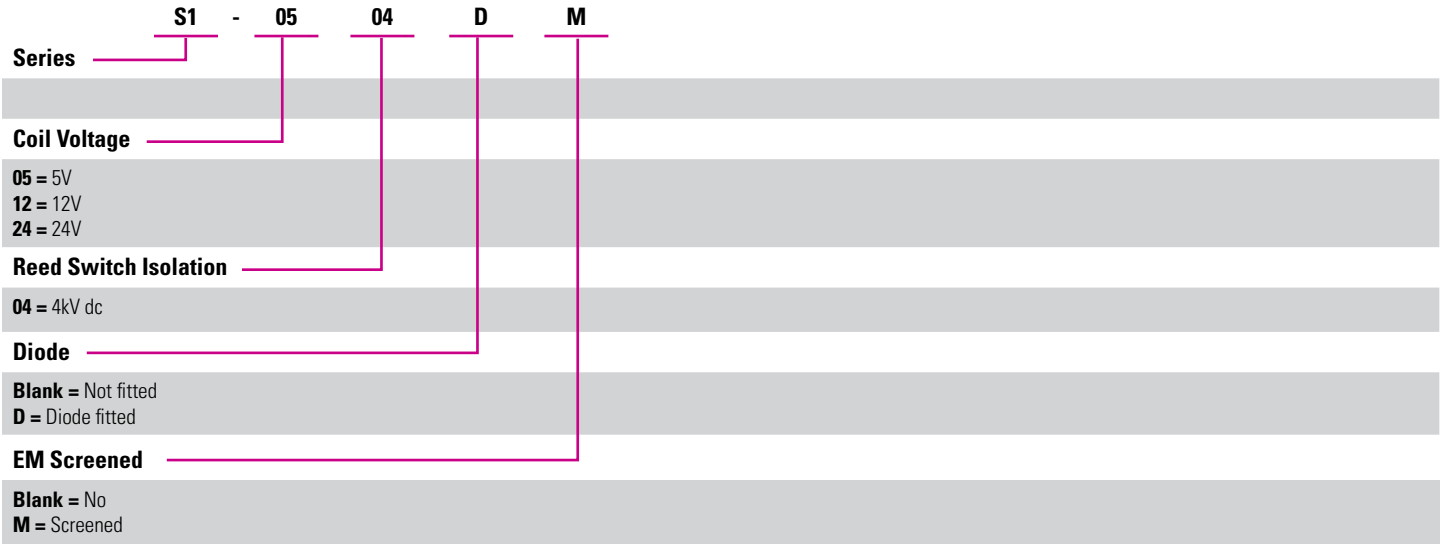 S1 - 05 04 D M
Series
Coil Voltage
05 = 5V
12 = 12V
24 = 24V
Reed Switch Isolation
04 = 4kV dc
Diode
Blank = Not fitted
D = Diode fitted
EM Screened
Blank = No
M = Screened